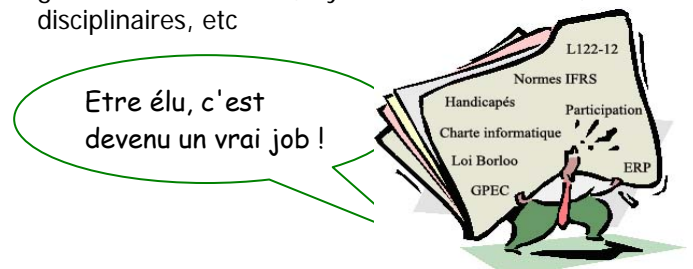 disciplinaires, etc
Etre élu, c'est
devenu un vrai job !
L122-12
Normes IFRS
Handicapés
Participation
Charte informatique
Loi Borloo
ERP
GPEC